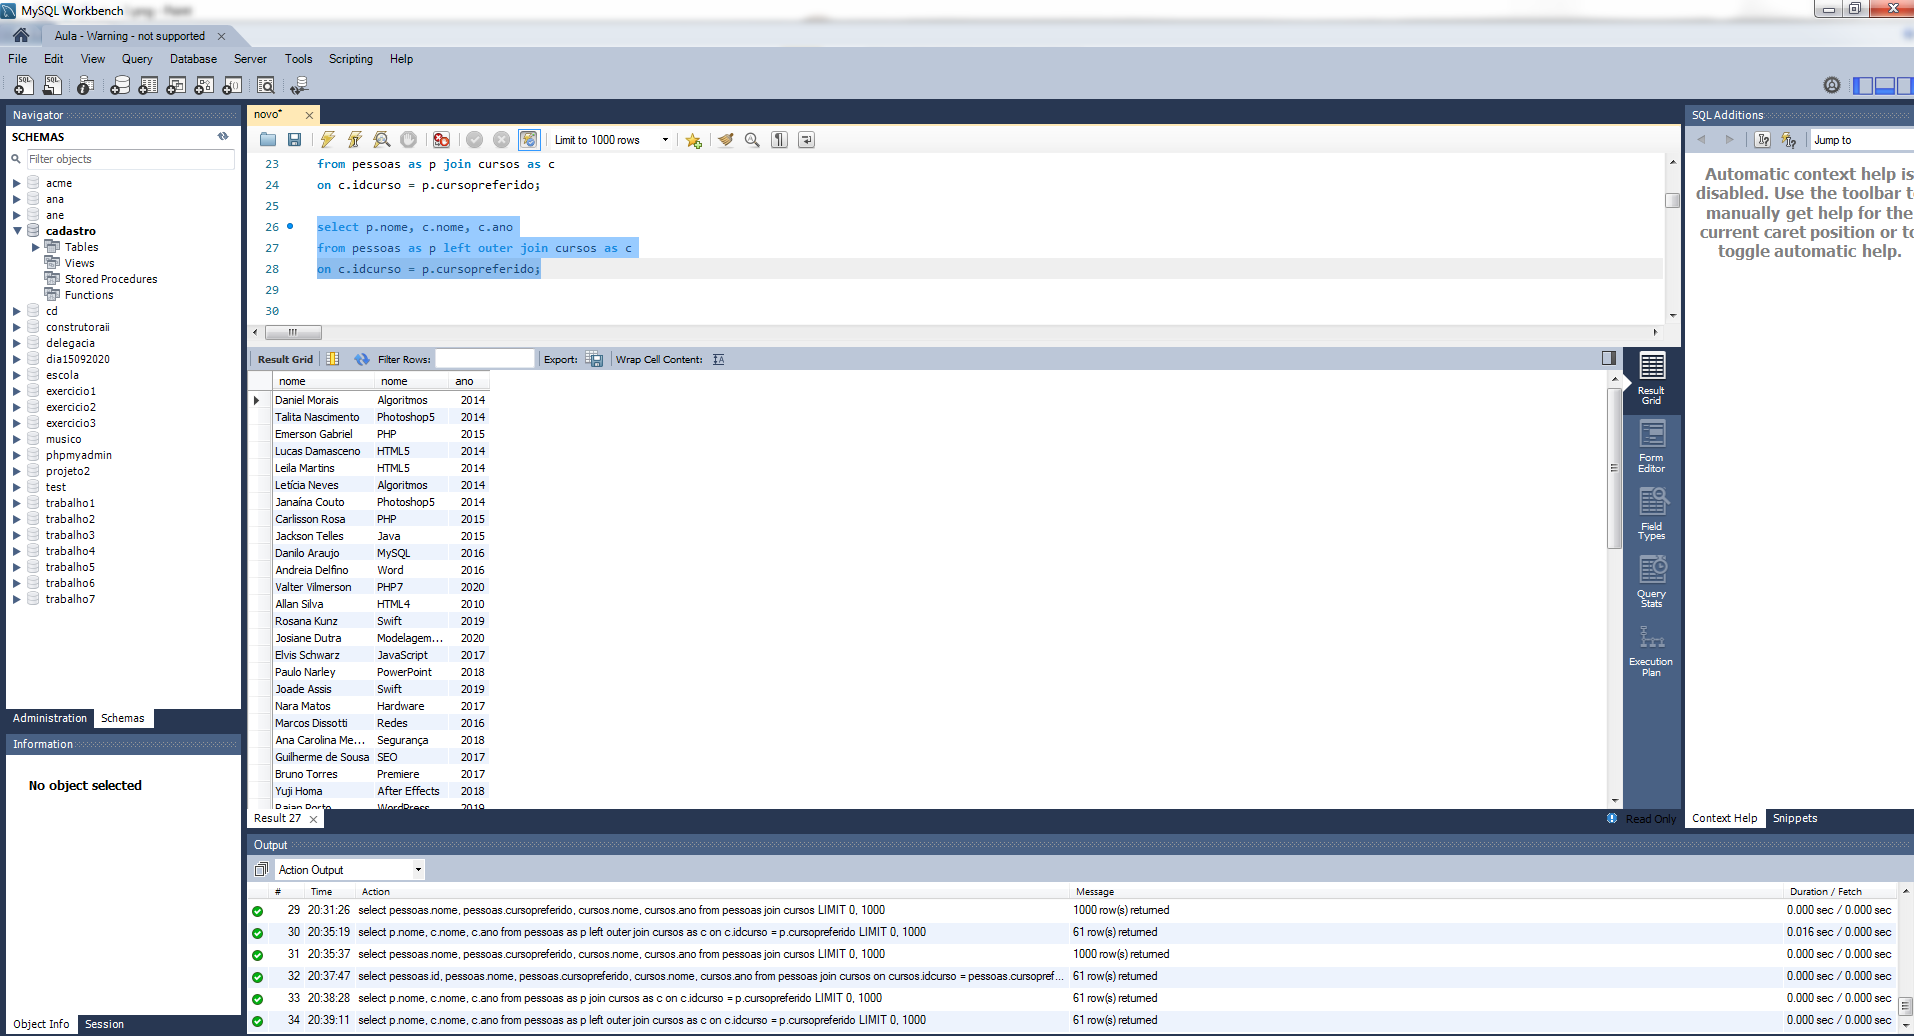 MySQL Workbench
Aula - Warning - not supported
File Edit View Query Database Server Tools Scripting Help
Navigator
SCHEMAS
Filter objects
acme
ana
ane
cadastro
Tables
Views
Stored Procedures
Functions
cd
construtoraii
delegacia
dia15092020
escola
exercicio1
exercicio2
exercicio3
musico
phpmyadmin
projeto2
test
trabalho1
trabalho2
trabalho3
trabalho4
trabalho5
trabalho6
trabalho7
Administration Schemas
Information
No object selected
Object Info Session
novo*
Limit to 1000 rows
23 from pessoas as p join cursos as c
24 on c.idcurso = p.cursopreferido;
25
26 select p.nome, c.nome, c.ano
27 from pessoas as p left outer join cursos as c
28 on c.idcurso = p.cursopreferido;
29
30
Result Grid Filter Rows: Export: Wrap Cell Content:
nome nome ano
Daniel Morais Algoritmos 2014
Talita Nascimento Photoshop5 2014
Emerson Gabriel PHP 2015
Lucas Damasceno HTML5 2014
Leila Martins HTML5 2014
Letícia Neves Algoritmos 2014
Janaína Couto Photoshop5 2014
Carlisson Rosa PHP 2015
Jackson Telles Java 2015
Danilo Araujo MySQL 2016
Andreia Delfino Word 2016
Valter Vilmerson PHP7 2020
Allan Silva HTML4 2010
Rosana Kunz Swift 2019
Josiane Dutra Modelagem... 2020
Elvis Schwarz JavaScript 2017
Paulo Narley PowerPoint 2018
Joade Assis Swift 2019
Nara Matos Hardware 2017
Marcos Dissotti Redes 2016
Ana Carolina Me... Segurança 2018
Guilherme de Sousa SEO 2017
Bruno Torres Premiere 2017
Yuji Homa After Effects 2018
WordPress 2019
Result Grid
Form Editor
Field Types
Query Stats
Execution Plan
Result 27
Read Only
SQL Additions
Jump to
Automatic context help is
disabled. Use the toolbar t
manually get help for the
current caret position or to
toggle automatic help.
Context Help Snippets
Output
Action Output
# Time Action Message Duration / Fetch
29 20:31:26 select pessoas.nome, pessoas.cursopreferido, cursos.nome, cursos.ano from pessoas join cursos LIMIT 0, 1000 1000 row(s) returned 0.000 sec / 0.000 sec
30 20:35:19 select p.nome, c.nome, c.ano from pessoas as p left outer join cursos as c on c.idcurso = p.cursopreferido LIMIT 0, 1000 61 row(s) returned 0.016 sec / 0.000 sec
31 20:35:37 select pessoas.nome, pessoas.cursopreferido, cursos.nome, cursos.ano from pessoas join cursos LIMIT 0, 1000 1000 row(s) returned 0.000 sec / 0.000 sec
32 20:37:47 select pessoas.id, pessoas.nome, pessoas.cursopreferido, cursos.nome, cursos.ano from pessoas join cursos on cursos.idcurso = pessoas.cursopref... 61 row(s) returned 0.000 sec / 0.000 sec
33 20:38:28 select p.nome, c.nome, c.ano from pessoas as p join cursos as c on c.idcurso = p.cursopreferido LIMIT 0, 1000 61 row(s) returned 0.000 sec / 0.000 sec
34 20:39:11 select p.nome, c.nome, c.ano from pessoas as p left outer join cursos as c on c.idcurso = p.cursopreferido LIMIT 0, 1000 61 row(s) returned 0.000 sec / 0.000 sec